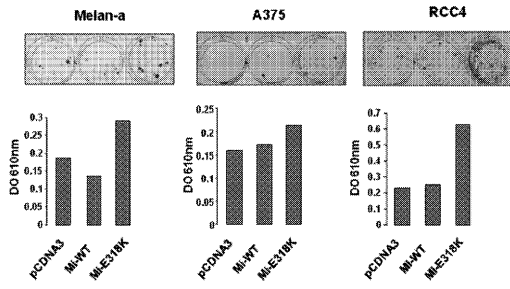 Melan-a
A375
RCC4
DO 610nm
0.3
0.25
0.2
0.15
0.1
0.05
0
pCDNA3
Mi-WT
Mi-E318K
DO 610nm
0.25
0.2
0.15
0.1
0.05
0
pCDNA3
Mi-WT
Mi-E318K
DO 610nm
0.7
0.6
0.5
0.4
0.3
0.2
0.1
0
pCDNA3
Mi-WT
Mi-E318K